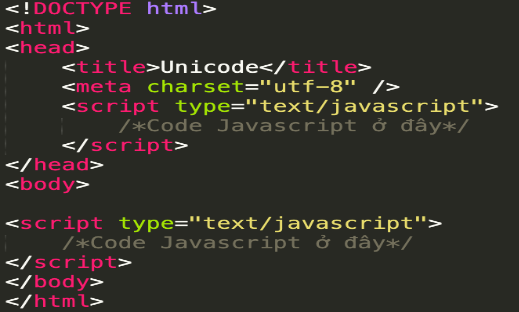 <!DOCTYPE html>
<html>
<head>
<title>Unicode</title>
<meta charset="utf-8" />
<script type="text/javascript">
/*Code Javascript ở đây*/
</script>
</head>
<body>
<script type="text/javascript">
/*Code Javascript ở đây*/
</script>
</body>
</html>